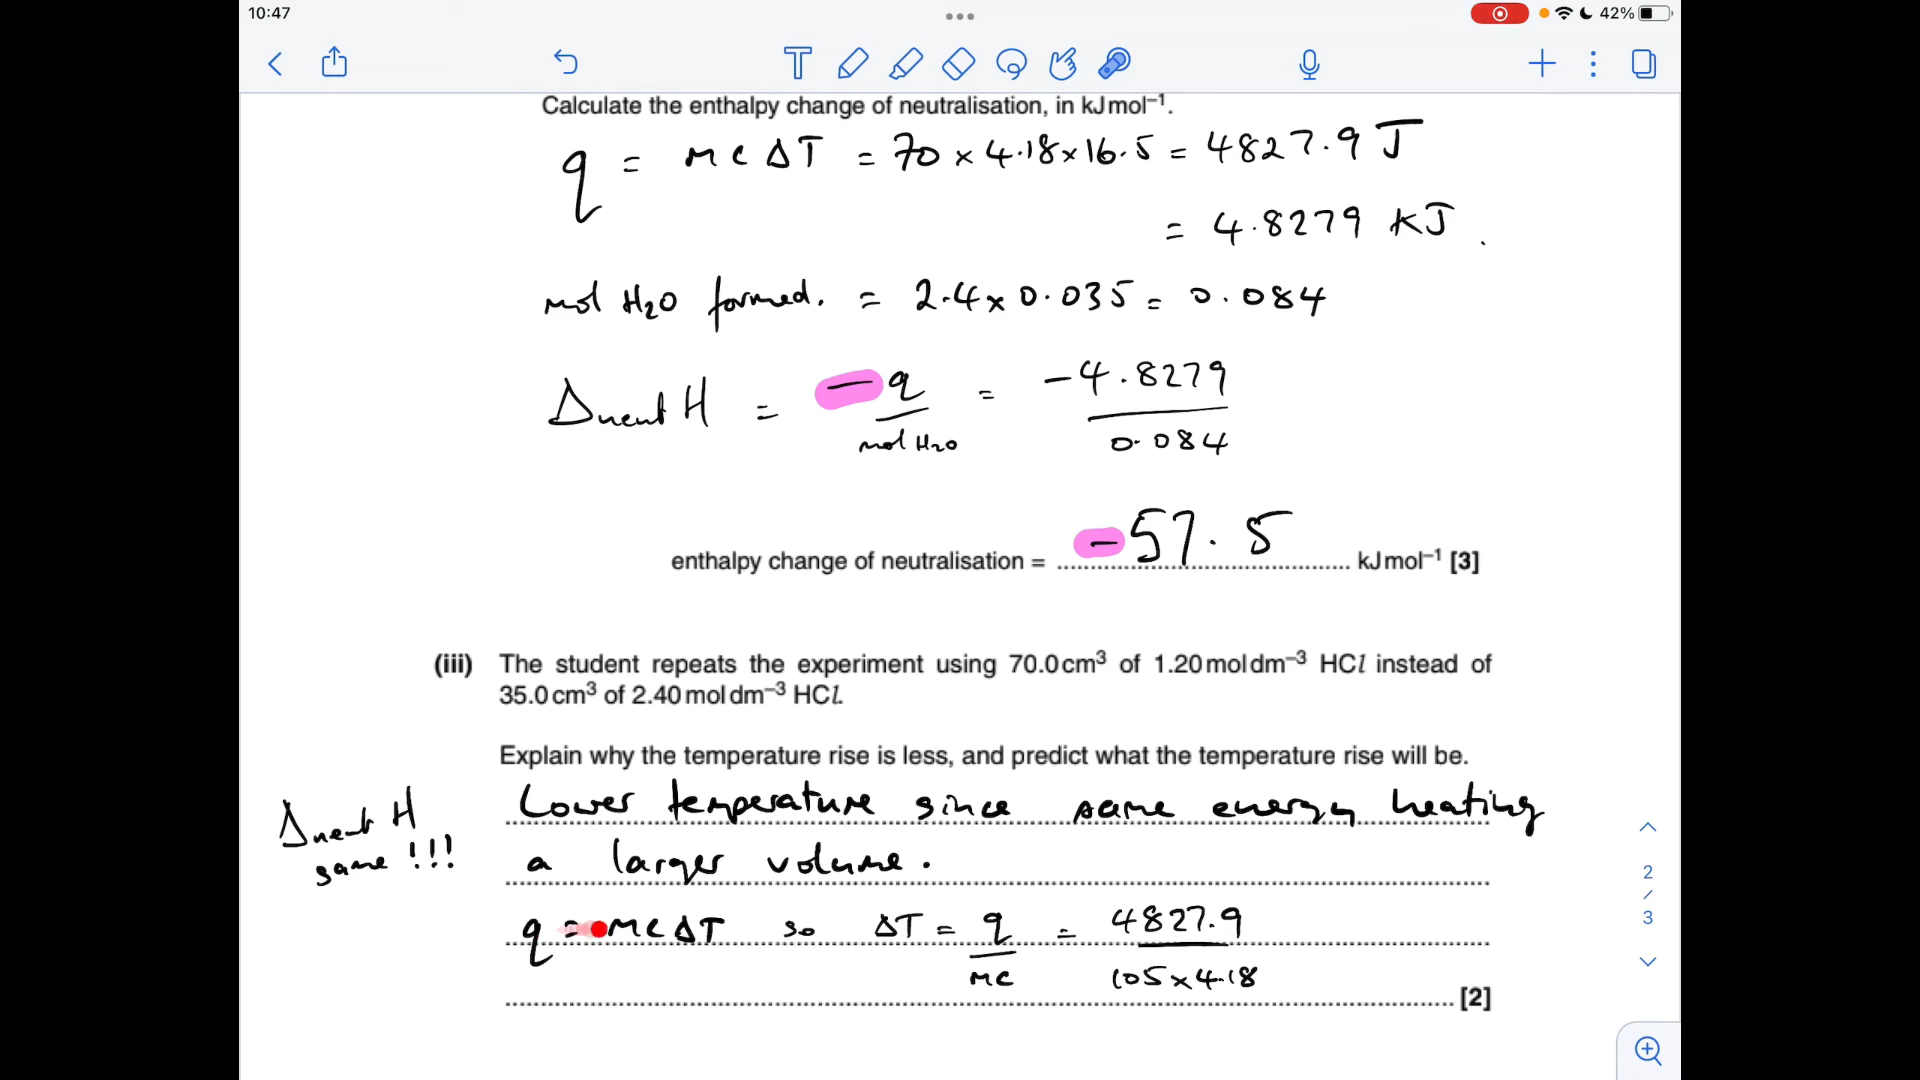 10:47
42%
Calculate the enthalpy change of neutralisation, in kJ mol⁻¹.
q = mcΔT = 70 × 4.18 × 16.5 = 4827.9 J
= 4.8279 kJ.
mol H₂O formed. = 2.4 × 0.035 = 0.084
Δneut H = −q / mol H₂O = −4.8279 / 0.084
−57.5
enthalpy change of neutralisation = ........ kJ mol⁻¹ [3]
(iii) The student repeats the experiment using 70.0 cm³ of 1.20 mol dm⁻³ HCl instead of
35.0 cm³ of 2.40 mol dm⁻³ HCl.
Explain why the temperature rise is less, and predict what the temperature rise will be.
Δneut H
same !!!
Lower temperature since same energy heating
a larger volume.
q = mcΔT so ΔT = q / mc = 4827.9 / 105 × 4.18
[2]
2
/
3